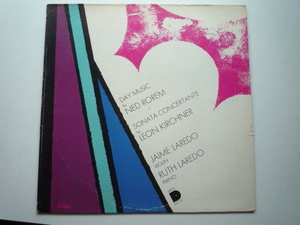 DAY MUSIC
NED ROREM
SONATA CONCERTANTE
LEON KIRCHNER
JAIME LAREDO
VIOLIN
RUTH LAREDO
PIANO